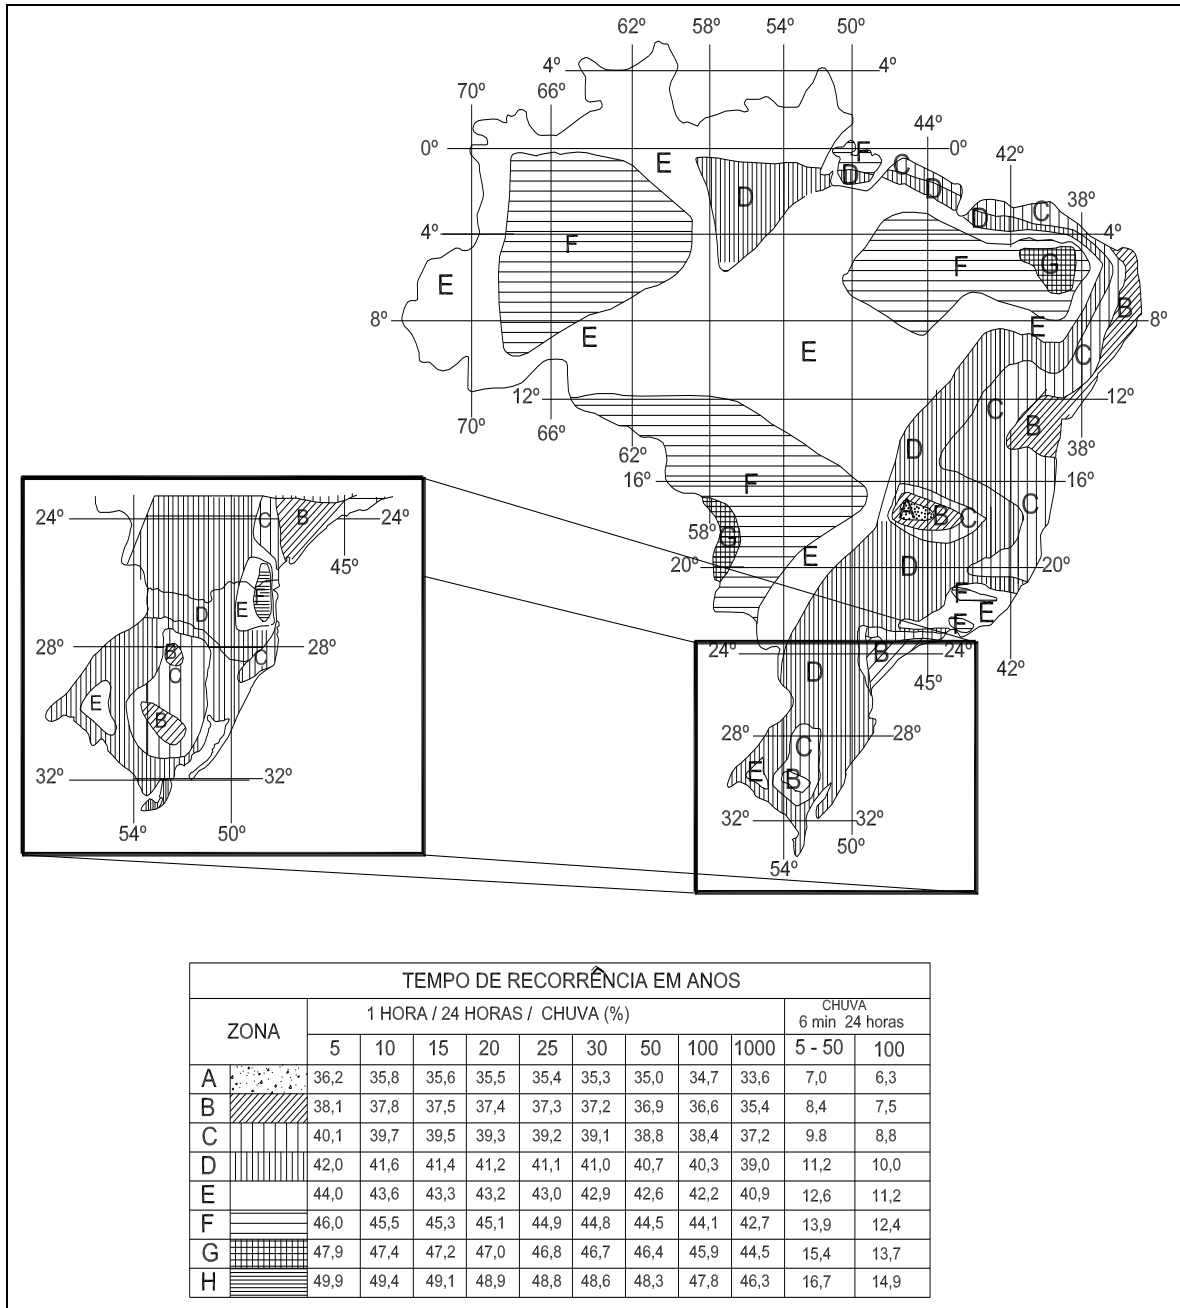 62º 58º 54º 50º
4º 4º
70º 66º
44º
0º E F 0º
C 42º
D D D 38º
D C
4º F 4º
F G
E B
8º E 8º
E E C
12º C 12º
70º 66º B 38º
62º D
16º F 16º
A B C C
58º G
20º E D 20º
F E
F
24º B 24º
D 45º 42º
28º 28º
C
E B
32º 32º
50º
54º
24º C B 24º
45º
F
D E
28º B 28º
C C
E B
32º 32º
54º 50º
TEMPO DE RECORRÊNCIA EM ANOS
ZONA 1 HORA / 24 HORAS / CHUVA (%) CHUVA
6 min 24 horas
5 10 15 20 25 30 50 100 1000 5 - 50 100
A 36,2 35,8 35,6 35,5 35,4 35,3 35,0 34,7 33,6 7,0 6,3
B 38,1 37,8 37,5 37,4 37,3 37,2 36,9 36,6 35,4 8,4 7,5
C 40,1 39,7 39,5 39,3 39,2 39,1 38,8 38,4 37,2 9.8 8,8
D 42,0 41,6 41,4 41,2 41,1 41,0 40,7 40,3 39,0 11,2 10,0
E 44,0 43,6 43,3 43,2 43,0 42,9 42,6 42,2 40,9 12,6 11,2
F 46,0 45,5 45,3 45,1 44,9 44,8 44,5 44,1 42,7 13,9 12,4
G 47,9 47,4 47,2 47,0 46,8 46,7 46,4 45,9 44,5 15,4 13,7
H 49,9 49,4 49,1 48,9 48,8 48,6 48,3 47,8 46,3 16,7 14,9